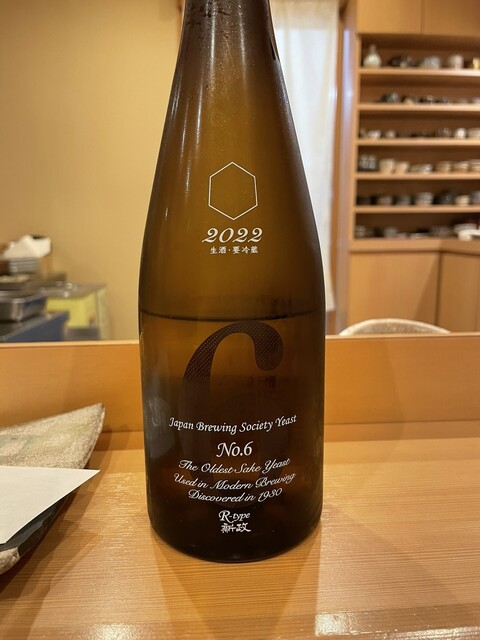 2022
生酒・要冷蔵
6
Japan Brewing Society Yeast
No.6
The Oldest Sake Yeast
Used in Modern Brewing
Discovered in 1930
R-type
新政